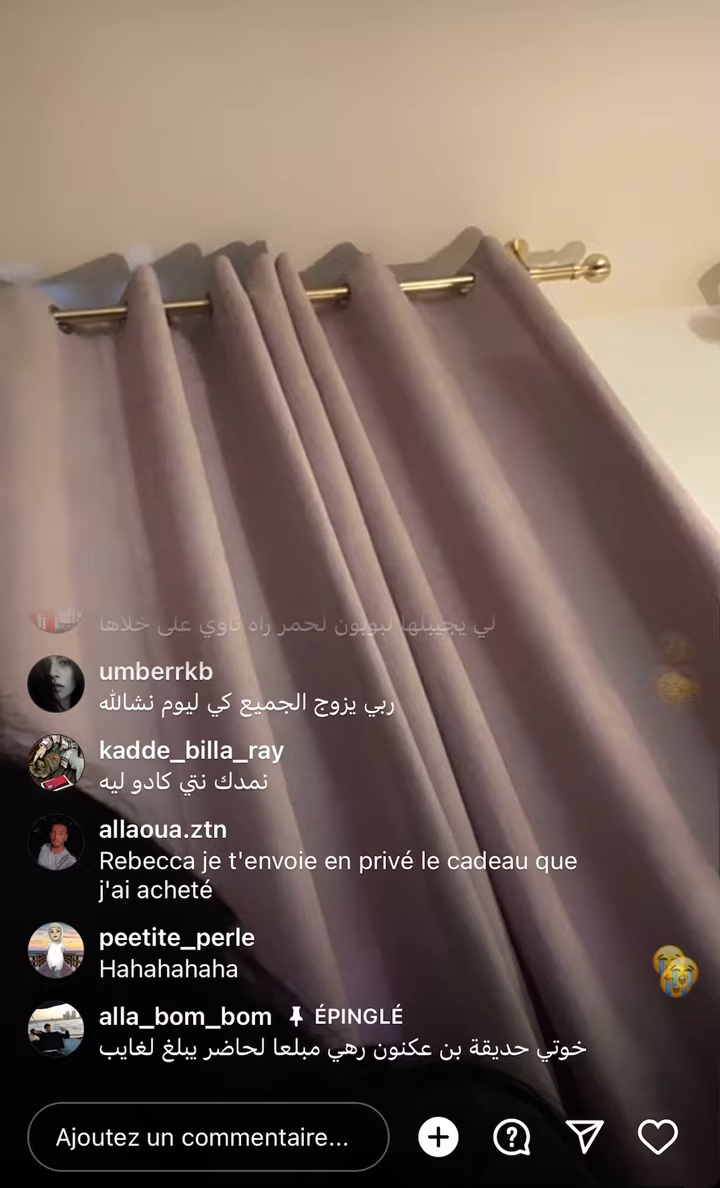 لي يجيبلها لبوبون لحمر راه ناوي على خلاها
umberrkb
ربي يزوج الجميع كي ليوم نشالله
kadde_billa_ray
نمدك نتي كادو ليه
allaoua.ztn
Rebecca je t'envoie en privé le cadeau que
j'ai acheté
peetite_perle
Hahahahaha
alla_bom_bom ÉPINGLÉ
خوتي حديقة بن عكنون رهي مبلعا لحاضر يبلغ لغايب
Ajoutez un commentaire...